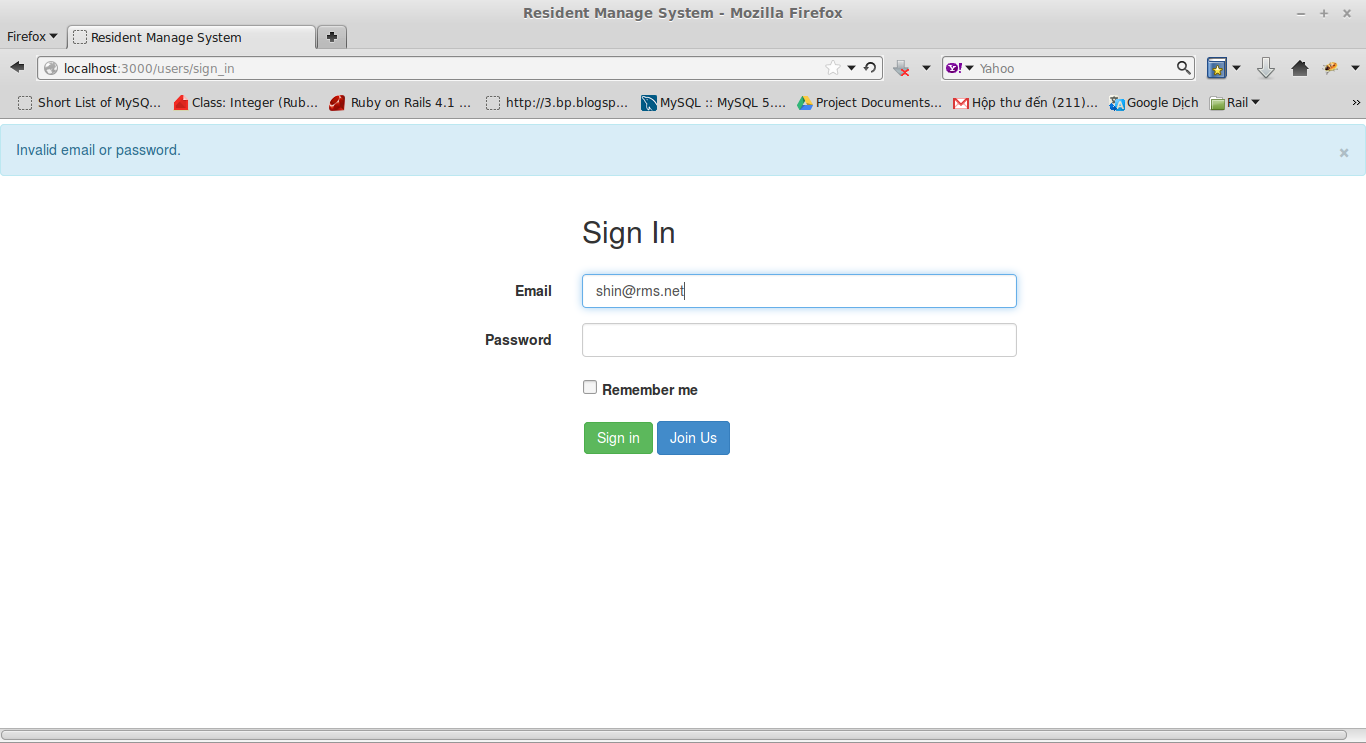 Resident Manage System - Mozilla Firefox
Firefox
Resident Manage System
localhost:3000/users/sign_in
Yahoo
Short List of MySQ... Class: Integer (Rub... Ruby on Rails 4.1 ... http://3.bp.blogsp... MySQL :: MySQL 5.... Project Documents... Hộp thư đến (211)... Google Dịch Rail »
Invalid email or password. ×
Sign In
Email shin@rms.net
Password
Remember me
Sign in Join Us